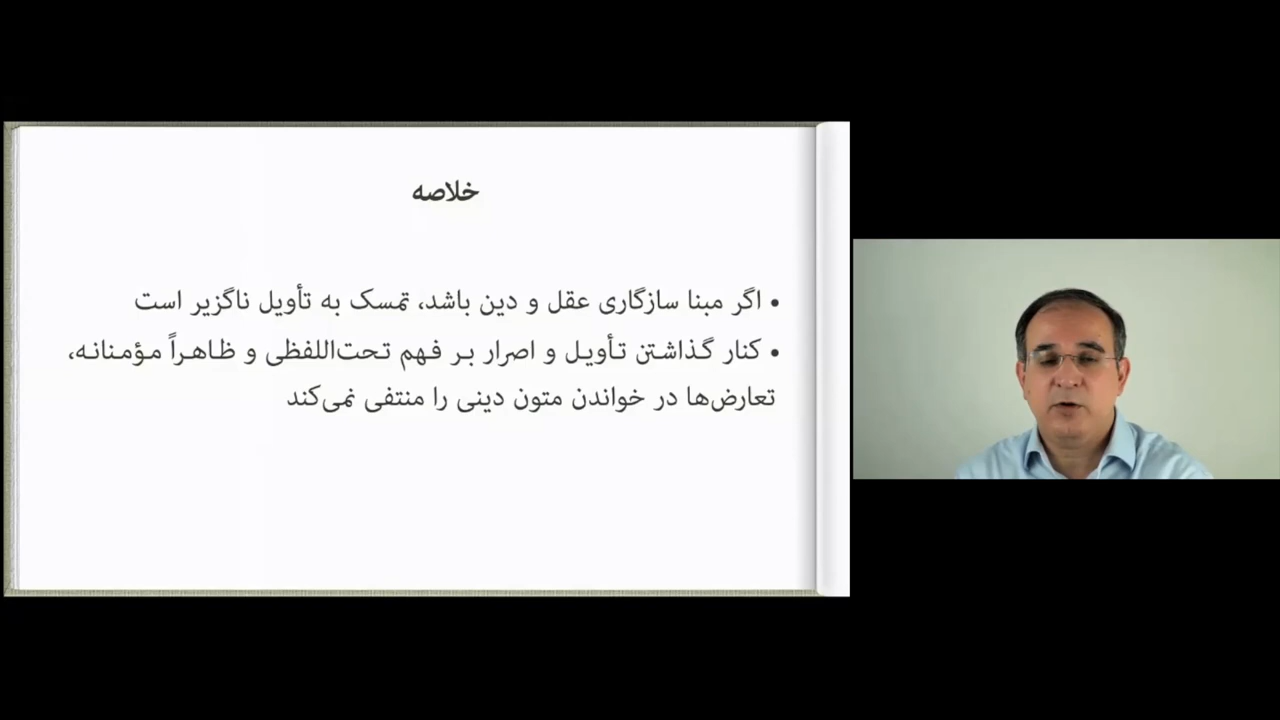 خلاصه
• اگر مبنا سازگاری عقل و دین باشد، تمسک به تأویل ناگزیر است
• کنار گذاشتن تأویل و اصرار بر فهم تحت‌اللفظی و ظاهراً مؤمنانه،
تعارض‌ها در خواندن متون دینی را منتفی نمی‌کند